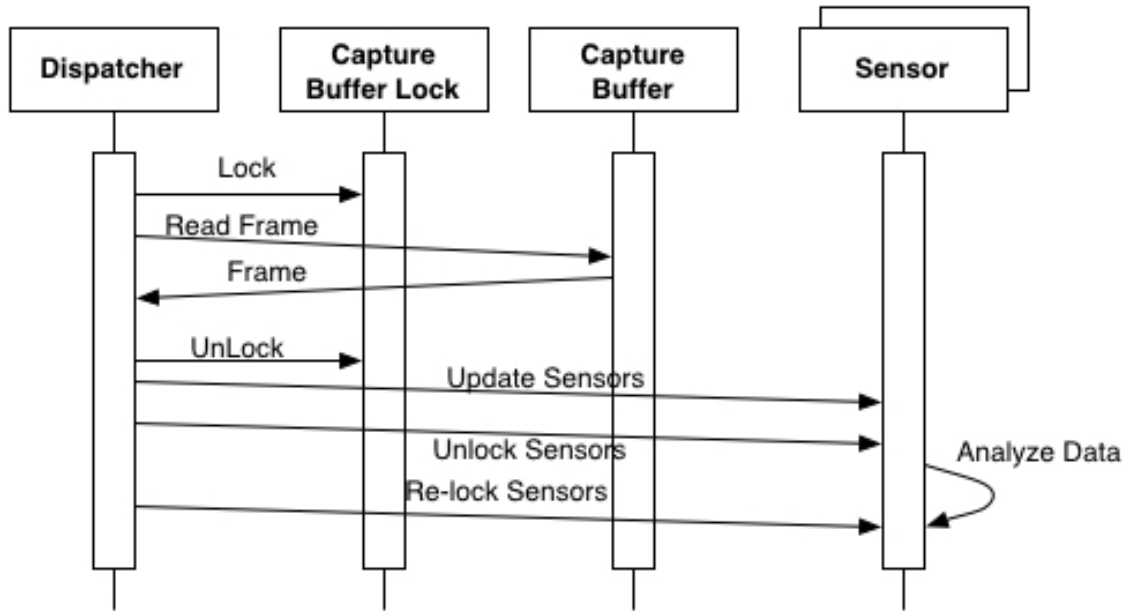 Dispatcher
Capture
Buffer Lock
Capture
Buffer
Sensor
Lock
Read Frame
Frame
UnLock
Update Sensors
Unlock Sensors
Analyze Data
Re-lock Sensors